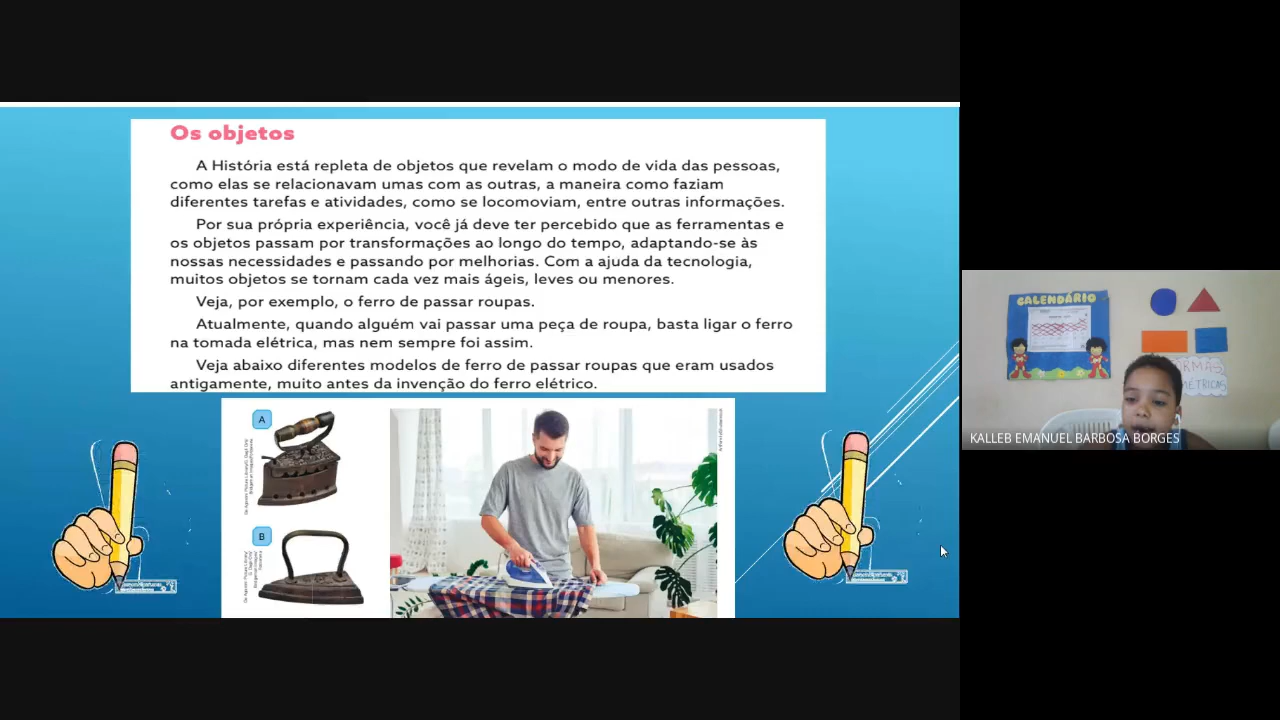 Os objetos
A História está repleta de objetos que revelam o modo de vida das pessoas,
como elas se relacionavam umas com as outras, a maneira como faziam
diferentes tarefas e atividades, como se locomoviam, entre outras informações.
Por sua própria experiência, você já deve ter percebido que as ferramentas e
os objetos passam por transformações ao longo do tempo, adaptando-se às
nossas necessidades e passando por melhorias. Com a ajuda da tecnologia,
muitos objetos se tornam cada vez mais ágeis, leves ou menores.
Veja, por exemplo, o ferro de passar roupas.
Atualmente, quando alguém vai passar uma peça de roupa, basta ligar o ferro
na tomada elétrica, mas nem sempre foi assim.
Veja abaixo diferentes modelos de ferro de passar roupas que eram usados
antigamente, muito antes da invenção do ferro elétrico.
A
B
CALENDÁRIO
KALLEB EMANUEL BARBOSA BORGES